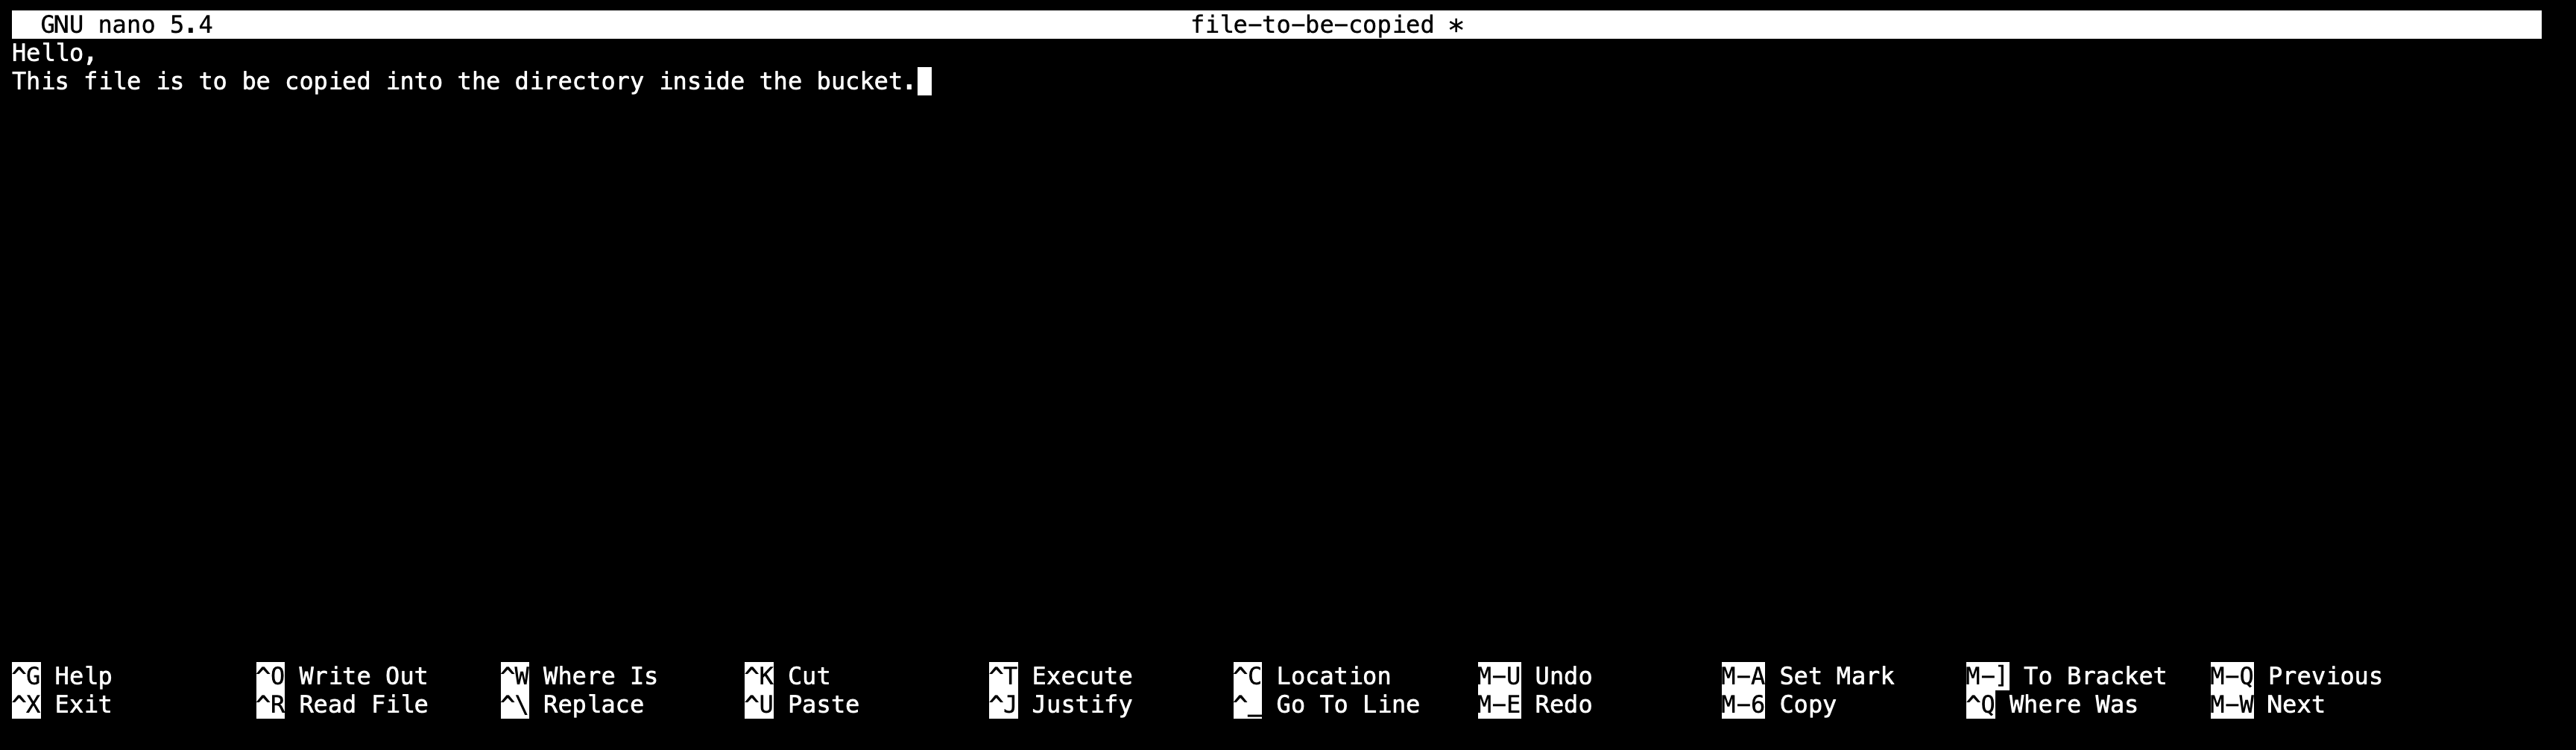 GNU nano 5.4 file-to-be-copied *
Hello,
This file is to be copied into the directory inside the bucket.
^G Help ^O Write Out ^W Where Is ^K Cut ^T Execute ^C Location M-U Undo M-A Set Mark M-] To Bracket M-Q Previous
^X Exit ^R Read File ^\ Replace ^U Paste ^J Justify ^_ Go To Line M-E Redo M-6 Copy ^Q Where Was M-W Next